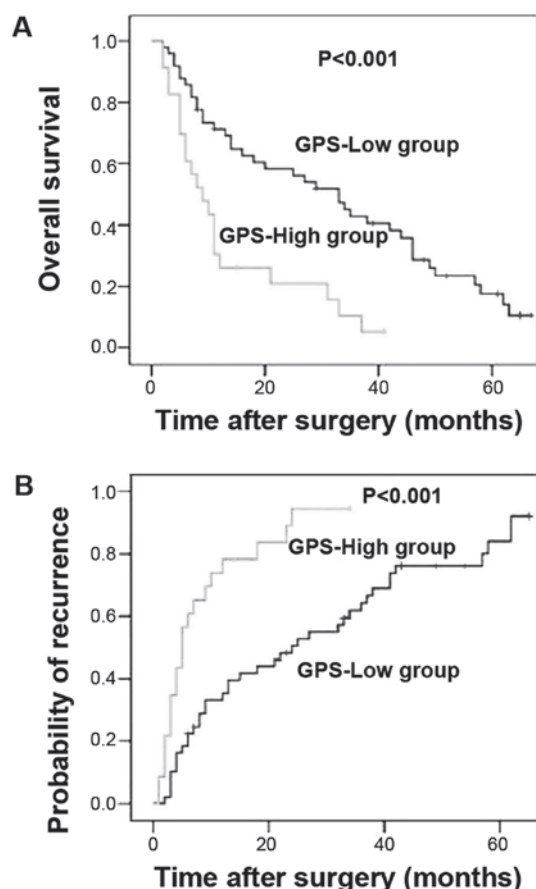 A
P<0.001
GPS-Low group
GPS-High group
Overall survival
1.0
0.8
0.6
0.4
0.2
0.0
0 20 40 60
Time after surgery (months)
B
P<0.001
GPS-High group
GPS-Low group
Probability of recurrence
1.0
0.8
0.6
0.4
0.2
0.0
0 20 40 60
Time after surgery (months)